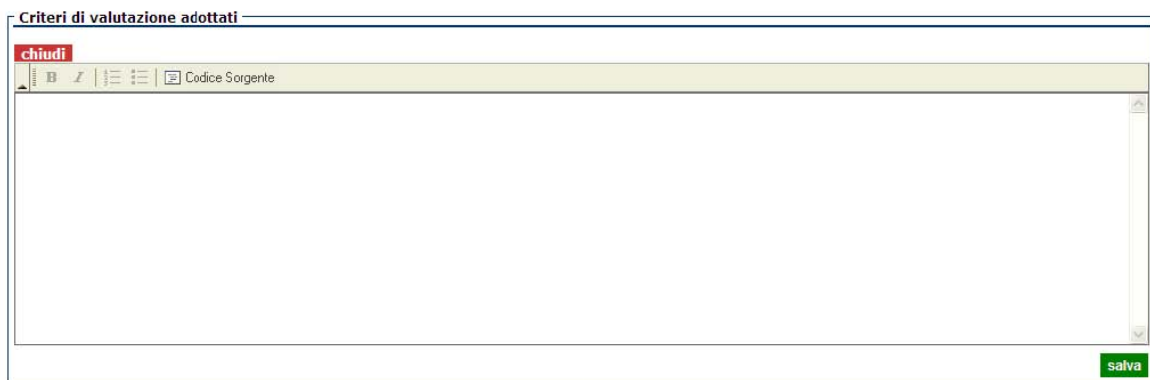 Criteri di valutazione adottati
chiudi
B I Codice Sorgente
salva